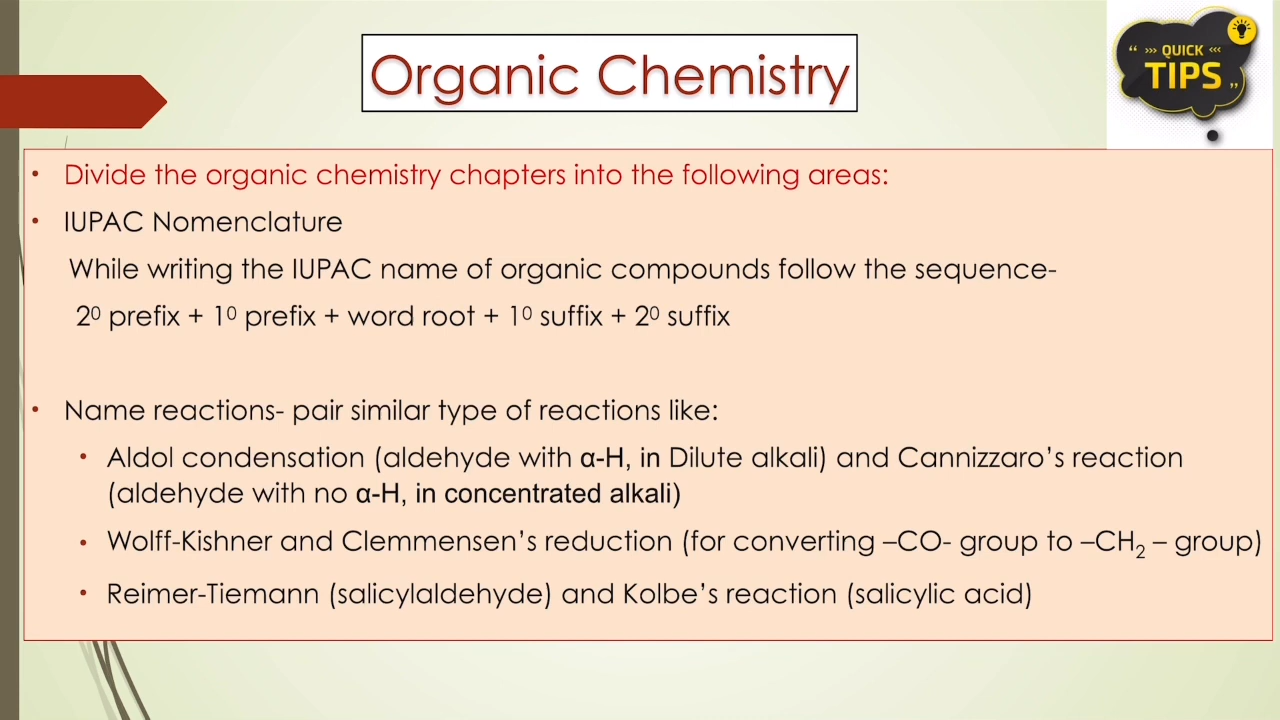 Organic Chemistry
“ »» QUICK ««
TIPS „
• Divide the organic chemistry chapters into the following areas:
• IUPAC Nomenclature
While writing the IUPAC name of organic compounds follow the sequence-
2⁰ prefix + 1⁰ prefix + word root + 1⁰ suffix + 2⁰ suffix
• Name reactions- pair similar type of reactions like:
• Aldol condensation (aldehyde with α-H, in Dilute alkali) and Cannizzaro’s reaction
(aldehyde with no α-H, in concentrated alkali)
• Wolff-Kishner and Clemmensen’s reduction (for converting –CO- group to –CH₂ – group)
• Reimer-Tiemann (salicylaldehyde) and Kolbe’s reaction (salicylic acid)